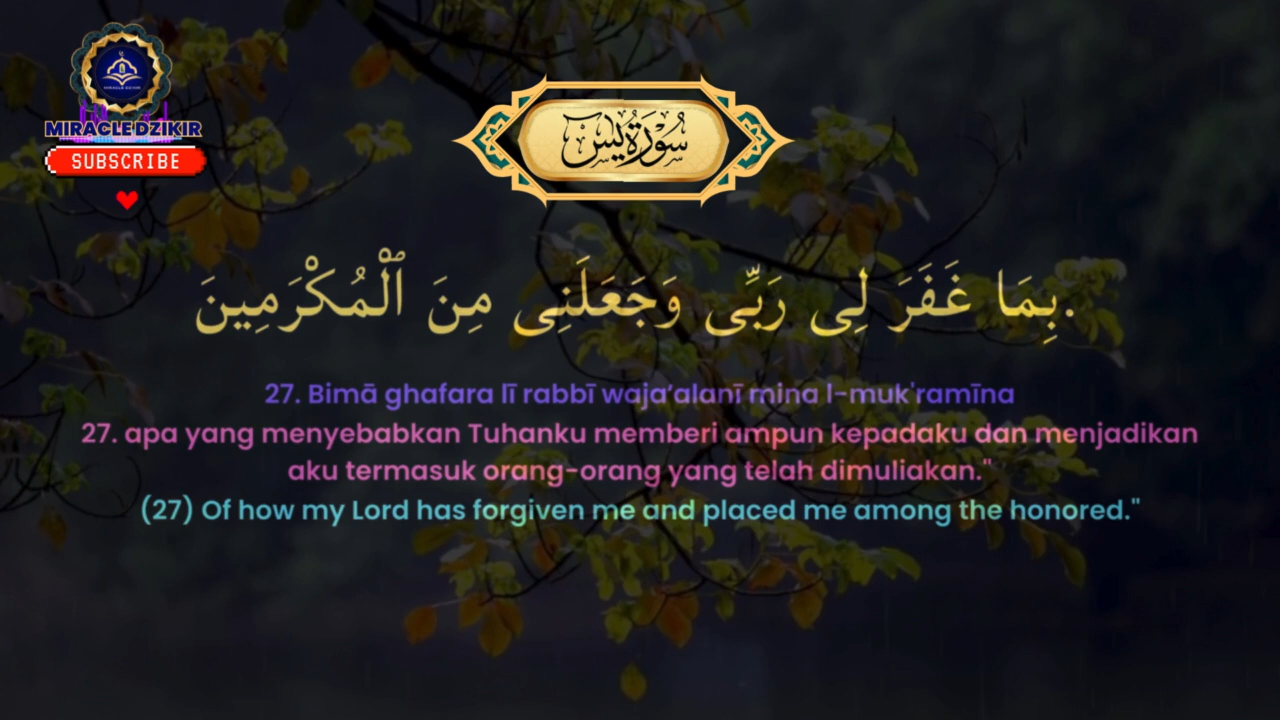 MIRACLE DZIKIR
SUBSCRIBE
سُورَةُ يٰسٓ
بِمَا غَفَرَ لِى رَبِّى وَجَعَلَنِى مِنَ ٱلْمُكْرَمِينَ.
27. Bimā ghafara lī rabbī waja‘alanī mina l-muk'ramīna
27. apa yang menyebabkan Tuhanku memberi ampun kepadaku dan menjadikan
aku termasuk orang-orang yang telah dimuliakan."
(27) Of how my Lord has forgiven me and placed me among the honored."